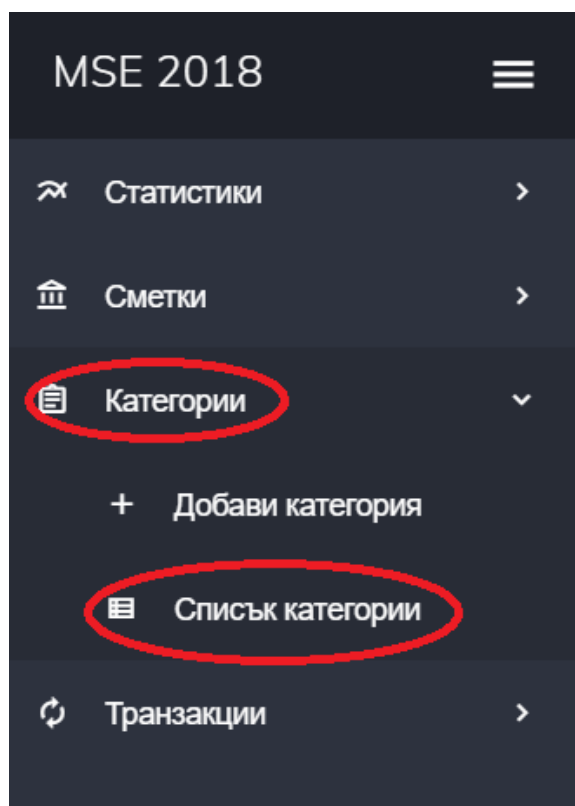 MSE 2018
Статистики
Сметки
Категории
Добави категория
Списък категории
Транзакции